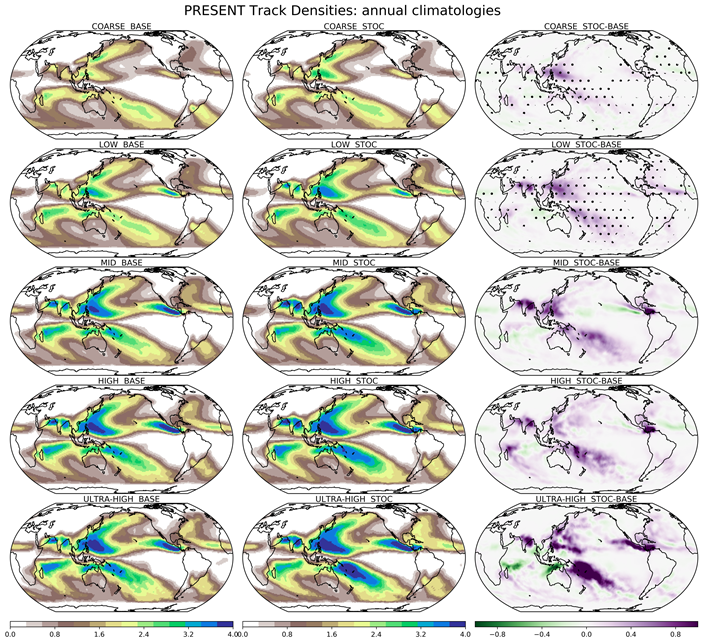 PRESENT Track Densities: annual climatologies
COARSE BASE COARSE STOC COARSE STOC-BASE
LOW BASE LOW STOC LOW STOC-BASE
MID BASE MID STOC MID STOC-BASE
HIGH BASE HIGH STOC HIGH STOC-BASE
ULTRA-HIGH BASE ULTRA-HIGH STOC ULTRA-HIGH STOC-BASE
0.0 0.8 1.6 2.4 3.2 4.0 0.0 0.8 1.6 2.4 3.2 4.0 −0.8 −0.4 0.0 0.4 0.8